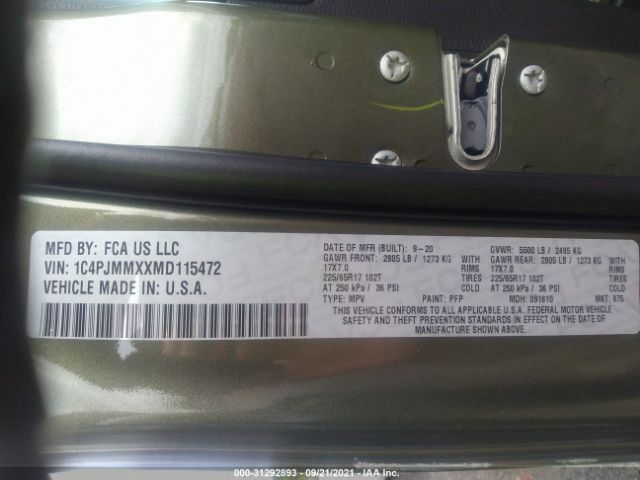 MFD BY: FCA US LLC
VIN: 1C4PJMMXXMD115472
VEHICLE MADE IN: U.S.A.
DATE OF MFR (BUILT): 9-20 GVWR: 5500 LB / 2495 KG
GAWR FRONT: 2805 LB / 1273 KG GAWR REAR: 2805 LB / 1273 KG
17X7.0 RIMS 17X7.0 RIMS
225/65R17 102T TIRES 225/65R17 102T TIRES
AT 250 kPa / 36 PSI COLD AT 250 kPa / 36 PSI COLD
TYPE: MPV PAINT: PFP MDH: 091610 MKT: 875
THIS VEHICLE CONFORMS TO ALL APPLICABLE U.S.A. FEDERAL MOTOR VEHICLE
SAFETY AND THEFT PREVENTION STANDARDS IN EFFECT ON THE DATE OF
MANUFACTURE SHOWN ABOVE.
000-31292893 - 09/21/2021 - IAA Inc.